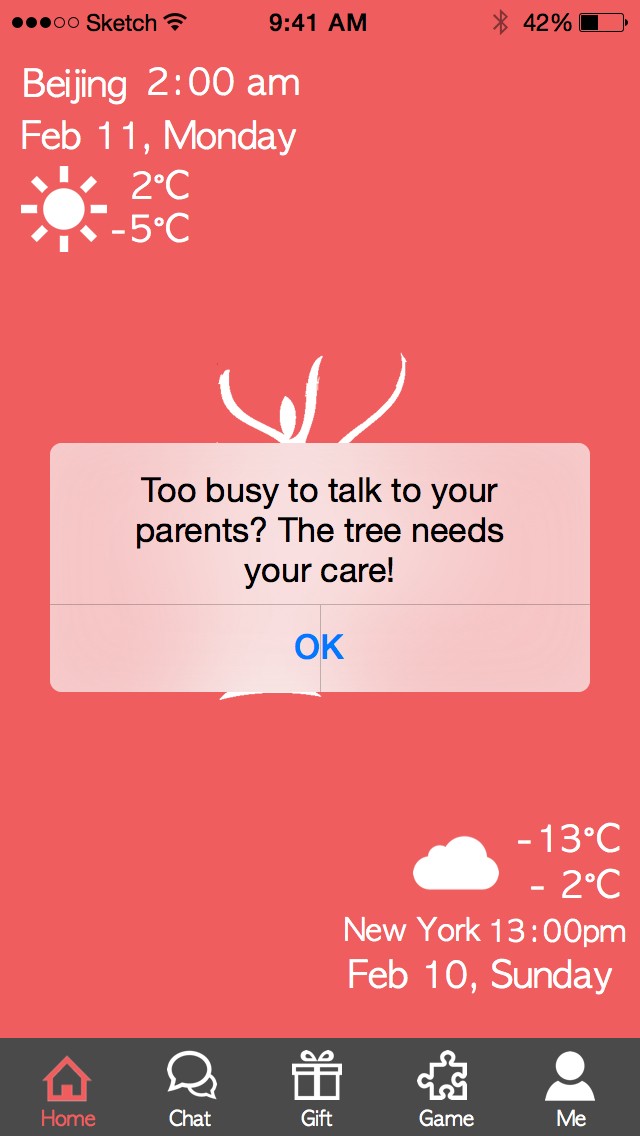 Sketch 9:41 AM 42%
Beijing 2:00 am
Feb 11, Monday
2°C
-5°C
Too busy to talk to your
parents? The tree needs
your care!
OK
-13°C
- 2°C
New York 13:00pm
Feb 10, Sunday
Home Chat Gift Game Me